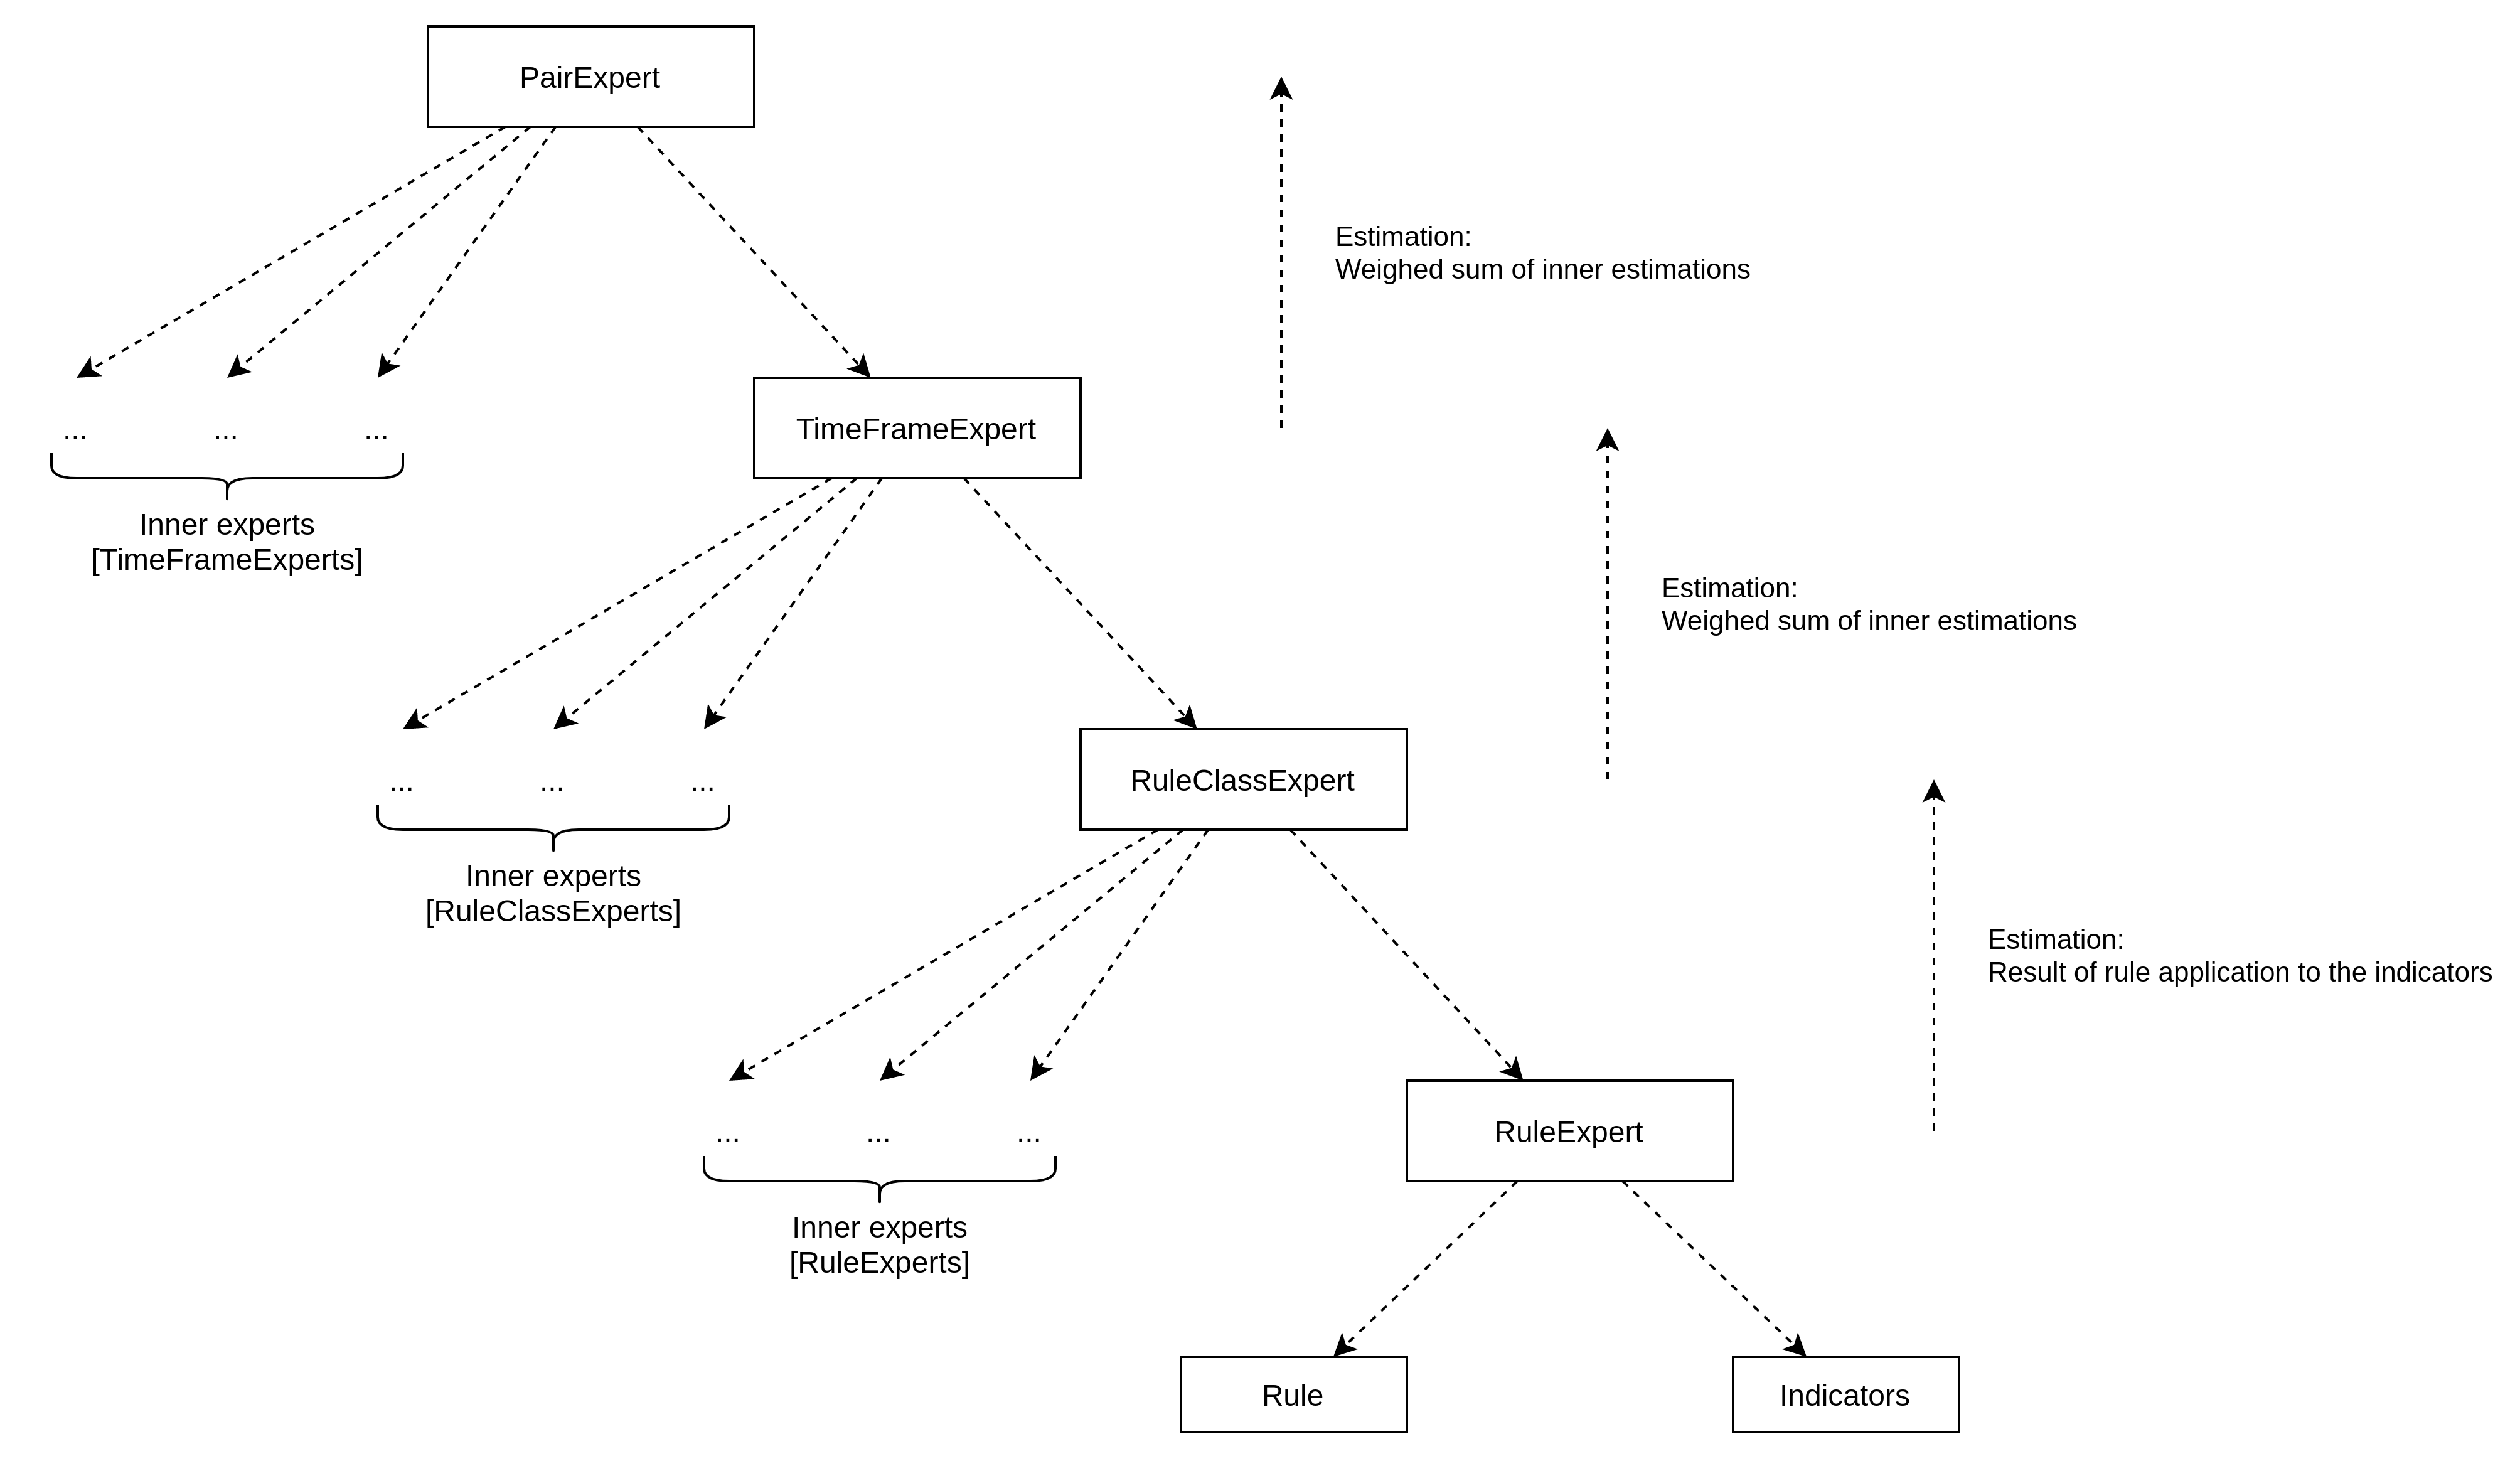 PairExpert
Estimation:
Weighed sum of inner estimations
TimeFrameExpert
... ... ...
Inner experts
[TimeFrameExperts]
Estimation:
Weighed sum of inner estimations
RuleClassExpert
... ... ...
Inner experts
[RuleClassExperts]
Estimation:
Result of rule application to the indicators
RuleExpert
... ... ...
Inner experts
[RuleExperts]
Rule
Indicators